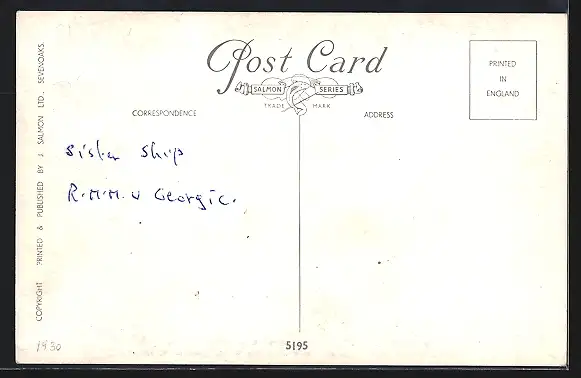 Post Card
SALMON SERIES
TRADE MARK
CORRESPONDENCE
ADDRESS
PRINTED
IN
ENGLAND
Sister Ship
R.M.M.V Georgic.
COPYRIGHT PRINTED & PUBLISHED BY J. SALMON LTD., SEVENOAKS.
1930
5195